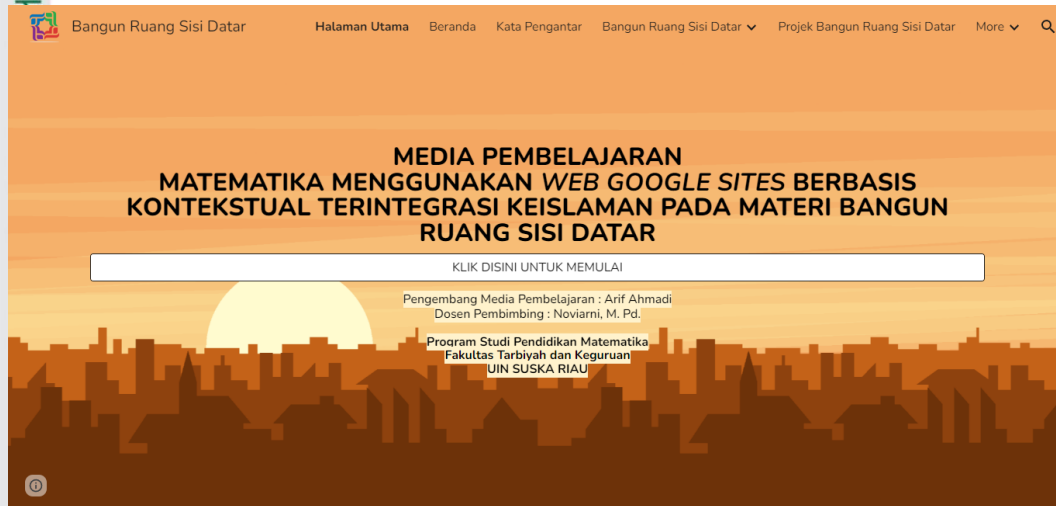 Bangun Ruang Sisi Datar
Halaman Utama Beranda Kata Pengantar Bangun Ruang Sisi Datar Projek Bangun Ruang Sisi Datar More
MEDIA PEMBELAJARAN
MATEMATIKA MENGGUNAKAN WEB GOOGLE SITES BERBASIS
KONTEKSTUAL TERINTEGRASI KEISLAMAN PADA MATERI BANGUN
RUANG SISI DATAR
KLIK DISINI UNTUK MEMULAI
Pengembang Media Pembelajaran : Arif Ahmadi
Dosen Pembimbing : Noviarni, M. Pd.
Program Studi Pendidikan Matematika
Fakultas Tarbiyah dan Keguruan
UIN SUSKA RIAU